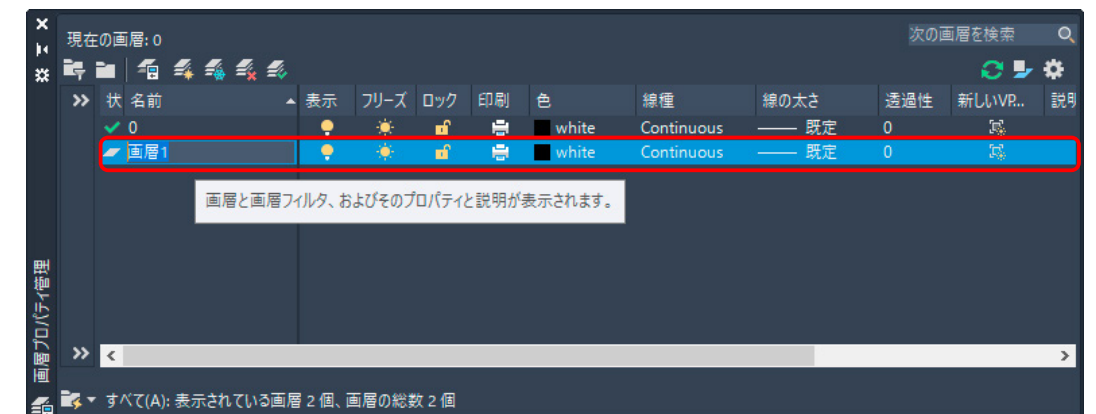 現在の画層: 0
次の画層を検索
状 名前 表示 フリーズ ロック 印刷 色 線種 線の太さ 透過性 新しいVP... 説明
0 white Continuous 既定 0
画層1 white Continuous 既定 0
画層と画層フィルタ、およびそのプロパティと説明が表示されます。
画層プロパティ管理
すべて(A): 表示されている画層 2 個、画層の総数 2 個